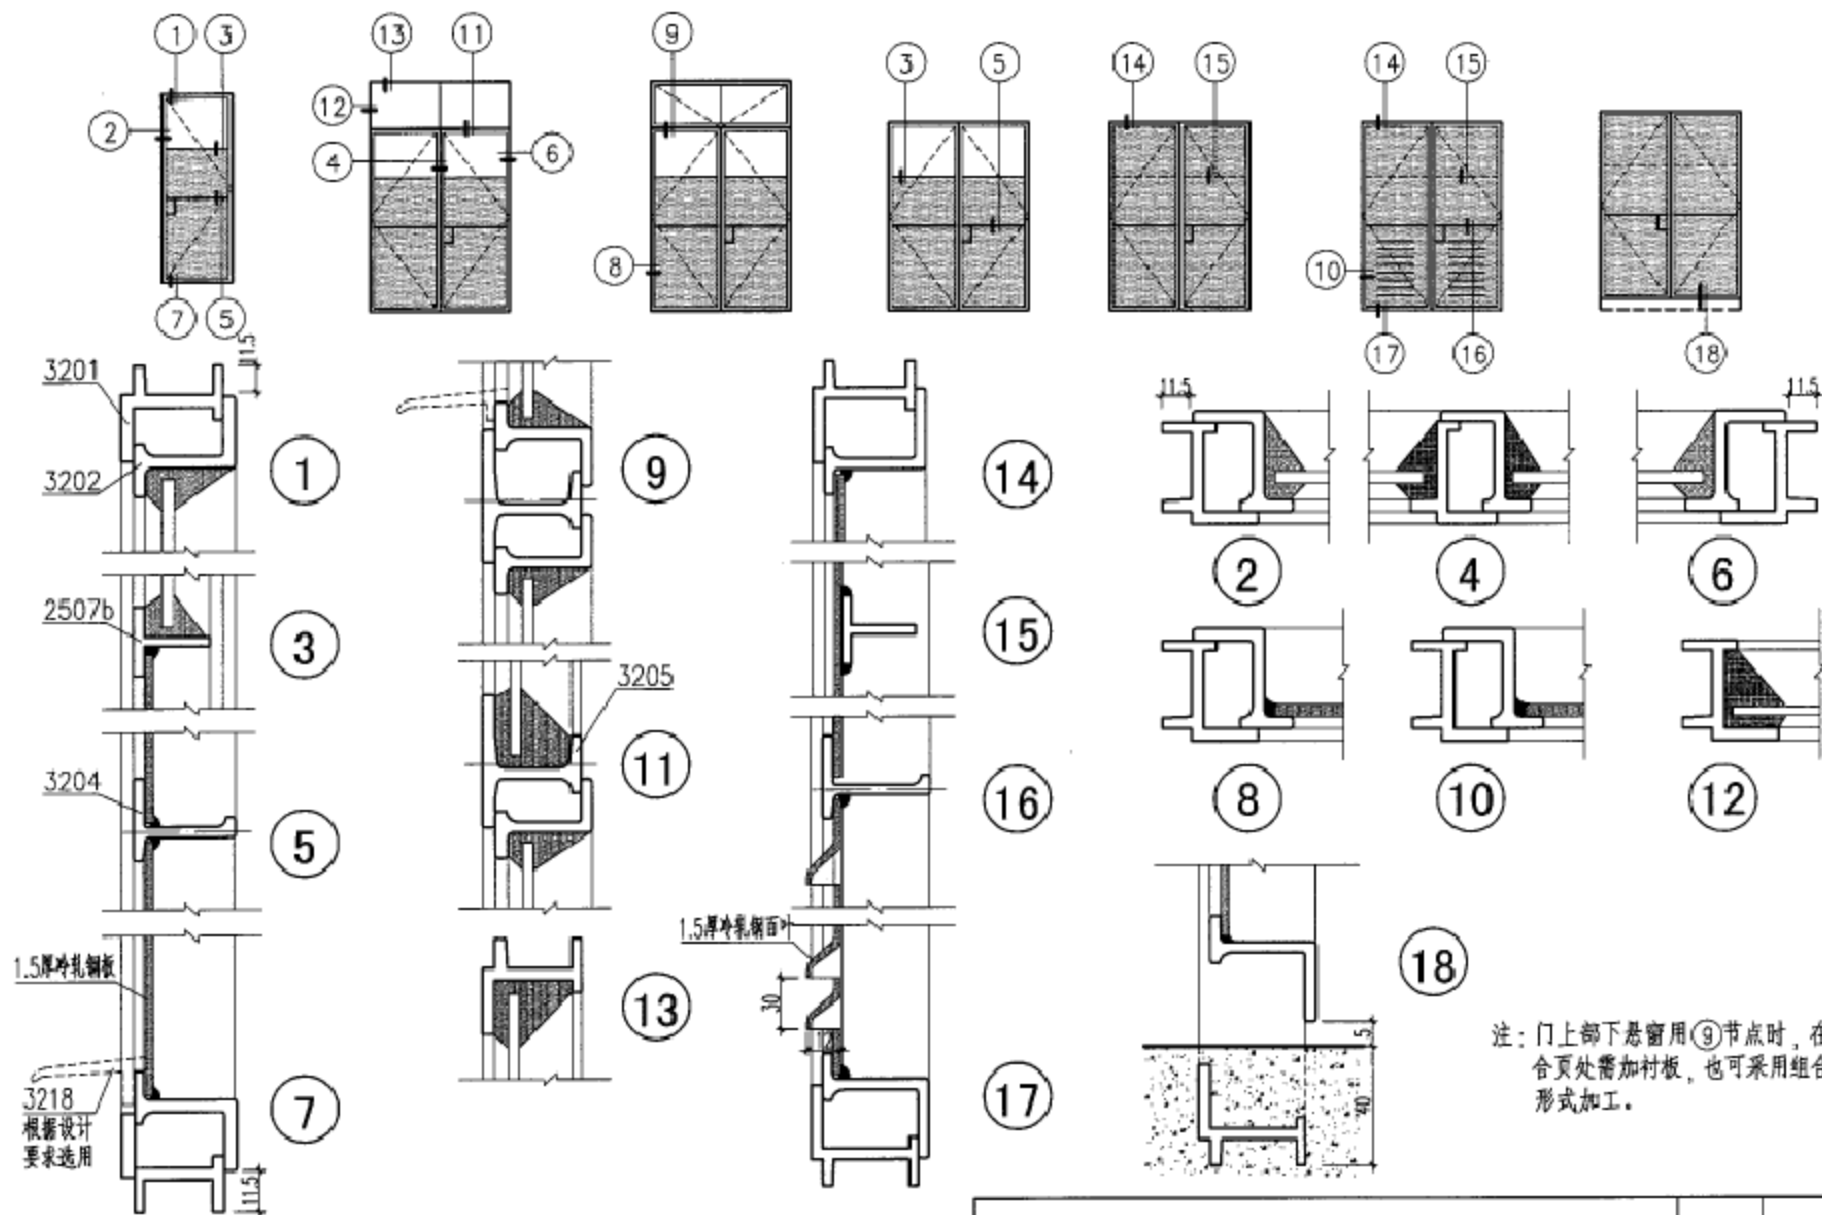 1 3 13 11 9 3 5 14 15 14 15
12
2 4 6
8 10
7 5 17 16 18
11.5
3201
3202
1
9
14
11.5 11.5
2 4 6
2507b
3
15
3205
11
3204
5
16
8 10 12
1.5厚冷轧钢板
1.5厚冷轧钢面叶
30
13
18
5
40
3218
根据设计
要求选用
7
11.5
17
注：门上部下悬窗用⑨节点时，在
合页处需加衬板，也可采用组合
形式加工。